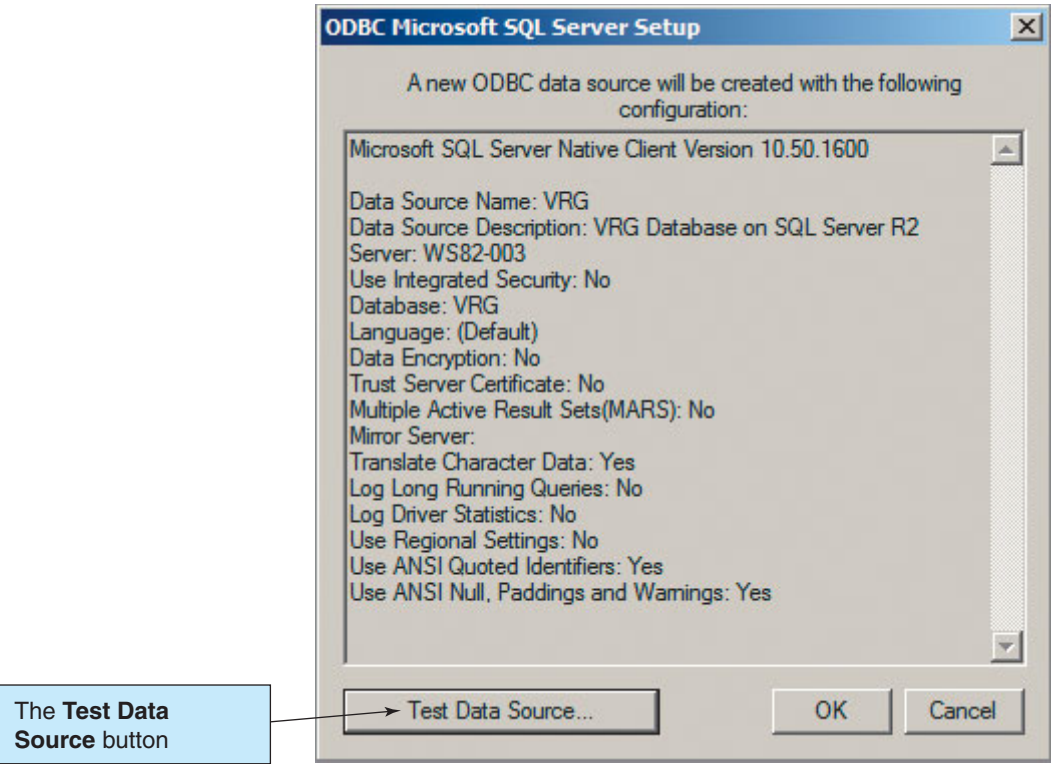 ODBC Microsoft SQL Server Setup
A new ODBC data source will be created with the following
configuration:
Microsoft SQL Server Native Client Version 10.50.1600
Data Source Name: VRG
Data Source Description: VRG Database on SQL Server R2
Server: WS82-003
Use Integrated Security: No
Database: VRG
Language: (Default)
Data Encryption: No
Trust Server Certificate: No
Multiple Active Result Sets(MARS): No
Mirror Server:
Translate Character Data: Yes
Log Long Running Queries: No
Log Driver Statistics: No
Use Regional Settings: No
Use ANSI Quoted Identifiers: Yes
Use ANSI Null, Paddings and Warnings: Yes
The Test Data
Source button
Test Data Source...
OK
Cancel